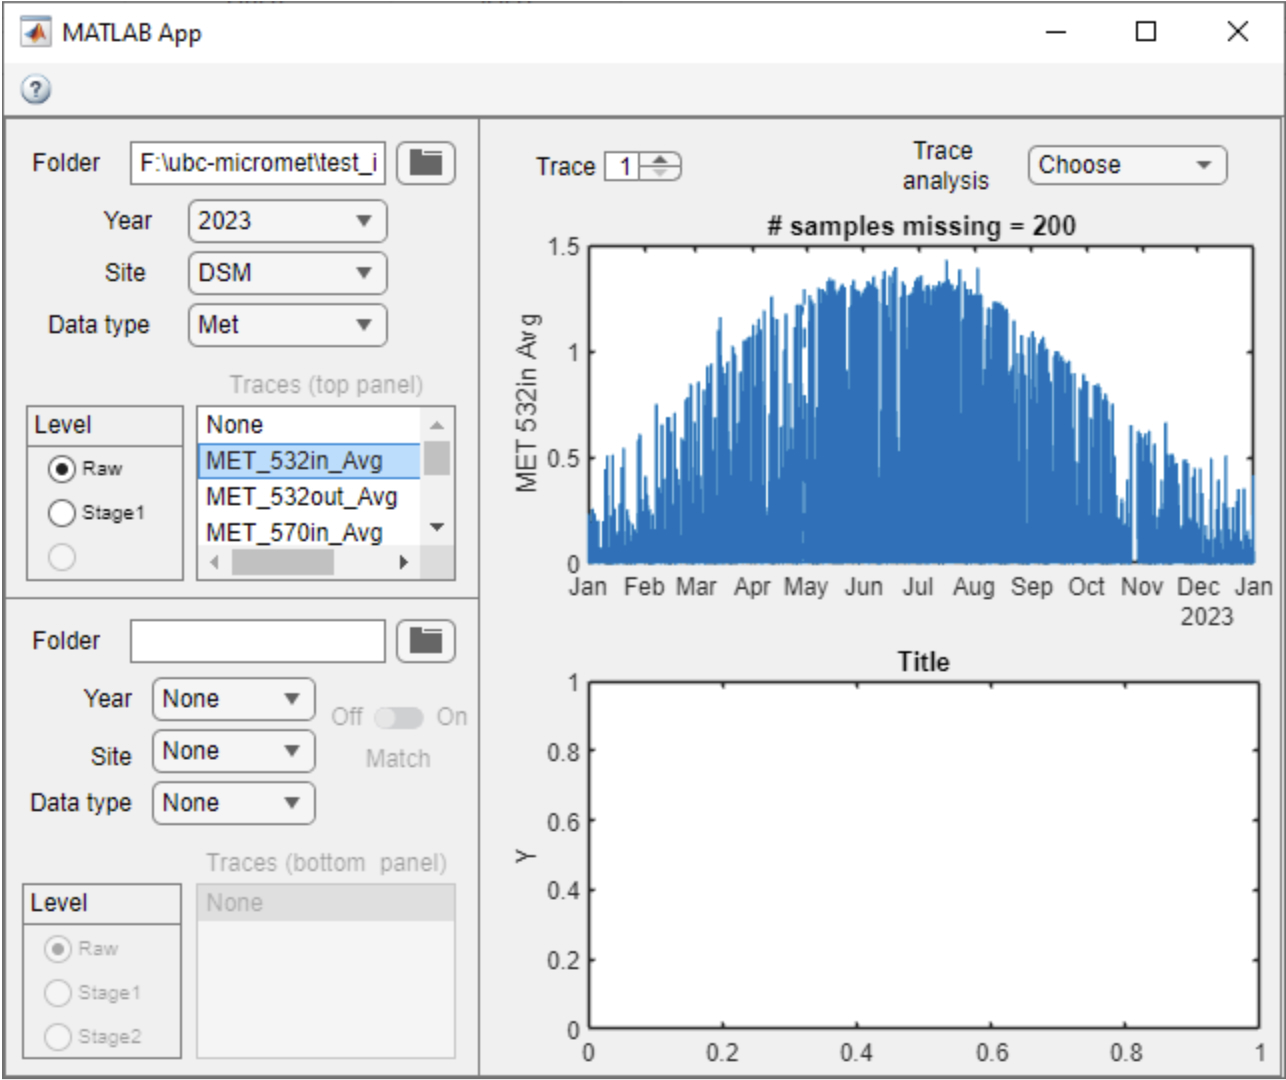 MATLAB App
Folder F:\ubc-micromet\test_i
Year 2023
Site DSM
Data type Met
Traces (top panel)
Level
Raw
Stage1
None
MET_532in_Avg
MET_532out_Avg
MET_570in_Avg
Folder
Year None
Off On
Match
Site None
Data type None
Traces (bottom panel)
Level
Raw
Stage1
Stage2
None
Trace 1
Trace analysis Choose
# samples missing = 200
MET 532in Avg
1.5
1
0.5
0
Jan Feb Mar Apr May Jun Jul Aug Sep Oct Nov Dec Jan
2023
Title
Y
1
0.8
0.6
0.4
0.2
0
0 0.2 0.4 0.6 0.8 1